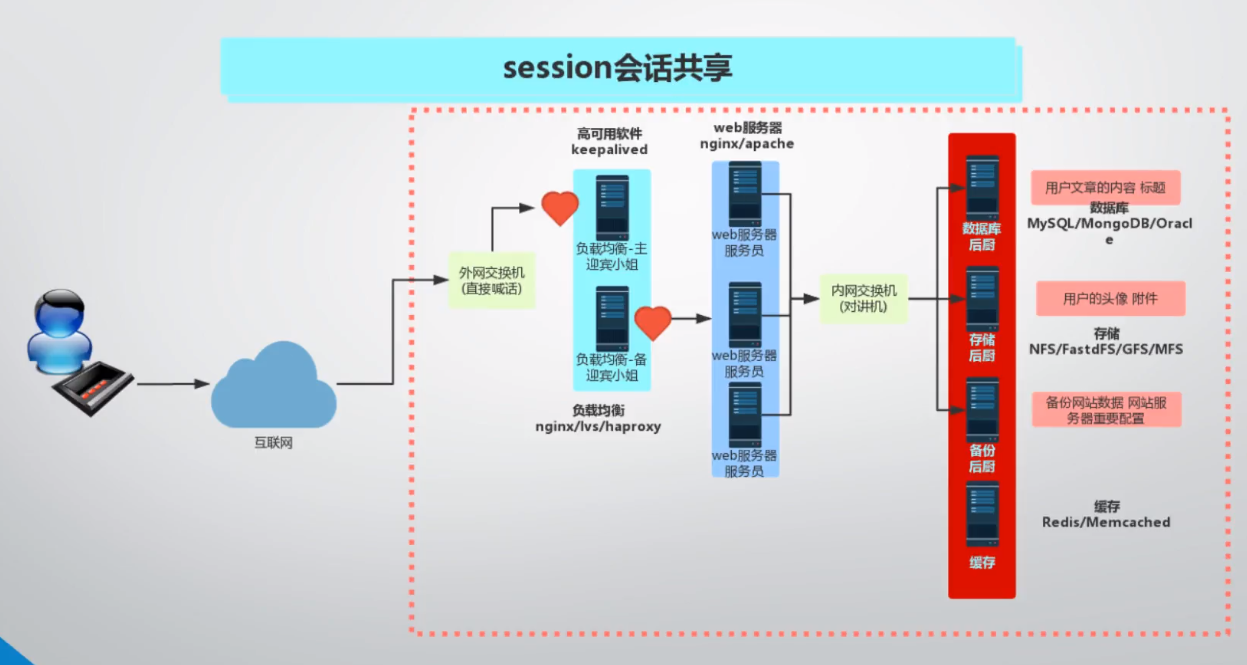 session会话共享
高可用软件
keepalived
web服务器
nginx/apache
外网交换机
(直接喊话)
负载均衡-主
迎宾小姐
负载均衡-备
迎宾小姐
负载均衡
nginx/lvs/haproxy
web服务器
服务员
web服务器
服务员
web服务器
服务员
内网交换机
(对讲机)
数据库
后厨
用户文章的内容 标题
数据库
MySQL/MongoDB/Oracl
e
存储
后厨
用户的头像 附件
存储
NFS/FastdFS/GFS/MFS
备份
后厨
备份网站数据 网站服
务器重要配置
缓存
缓存
Redis/Memcached
互联网